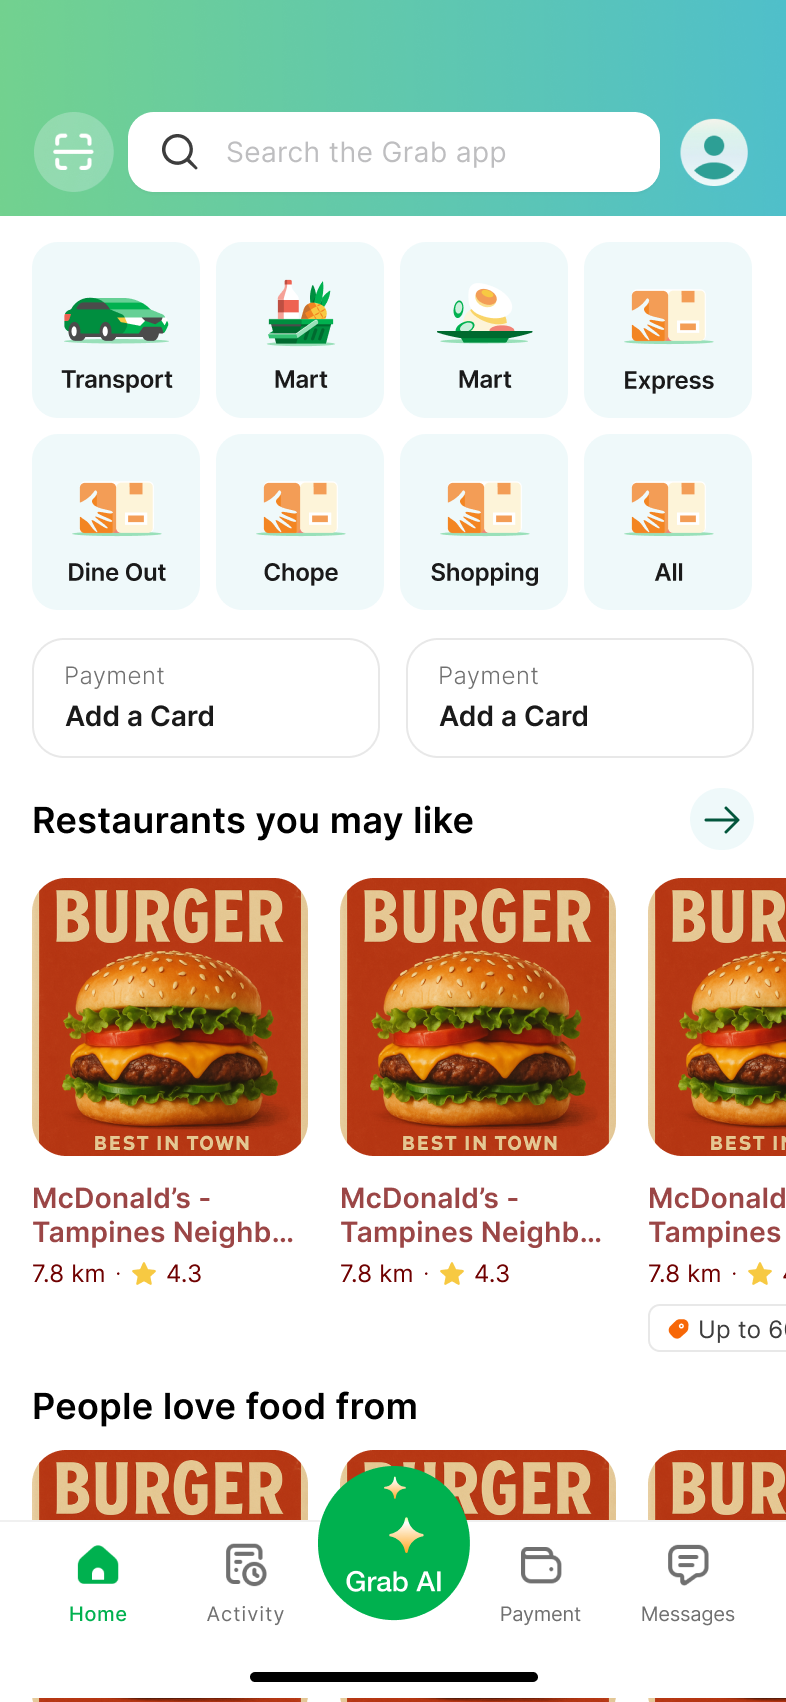 Search the Grab app
Transport
Mart
Mart
Express
Dine Out
Chope
Shopping
All
Payment
Add a Card
Payment
Add a Card
Restaurants you may like
BURGER
BEST IN TOWN
BURGER
BEST IN TOWN
BUR
BEST I
McDonald’s -
Tampines Neighb...
7.8 km · 4.3
McDonald’s -
Tampines Neighb...
7.8 km · 4.3
McDonald
Tampines
7.8 km ·
Up to 6
People love food from
BURGER
BURGER
BUR
Grab AI
Home
Activity
Payment
Messages